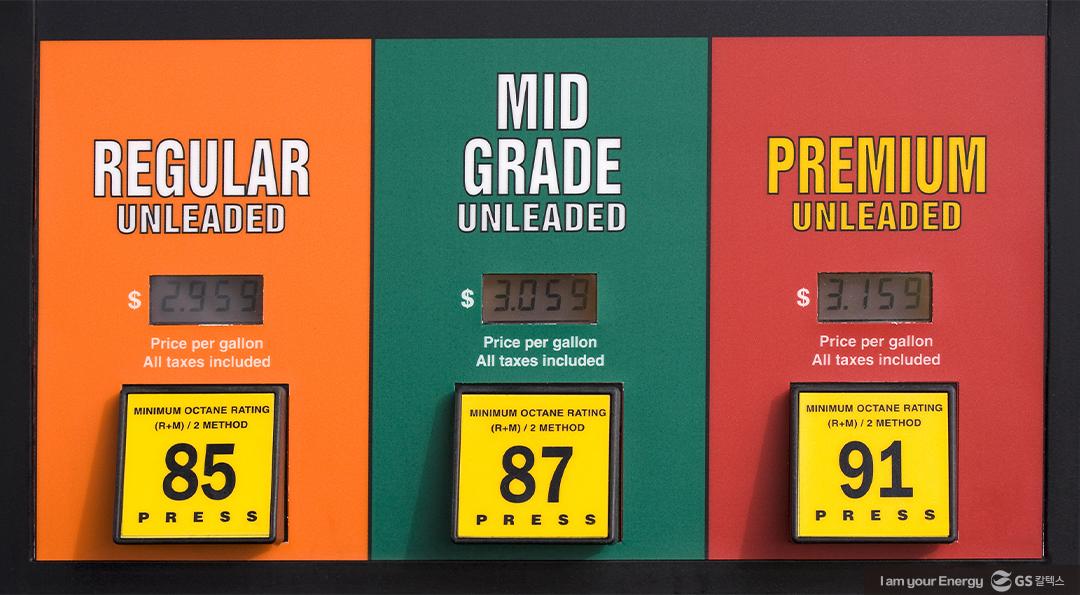 REGULAR
UNLEADED
$ 2.959
Price per gallon
All taxes included
MINIMUM OCTANE RATING
(R+M) / 2 METHOD
85
PRESS
MID
GRADE
UNLEADED
$ 3.059
Price per gallon
All taxes included
MINIMUM OCTANE RATING
(R+M) / 2 METHOD
87
PRESS
PREMIUM
UNLEADED
$ 3.159
Price per gallon
All taxes included
MINIMUM OCTANE RATING
(R+M) / 2 METHOD
91
PRESS
I am your Energy GS칼텍스